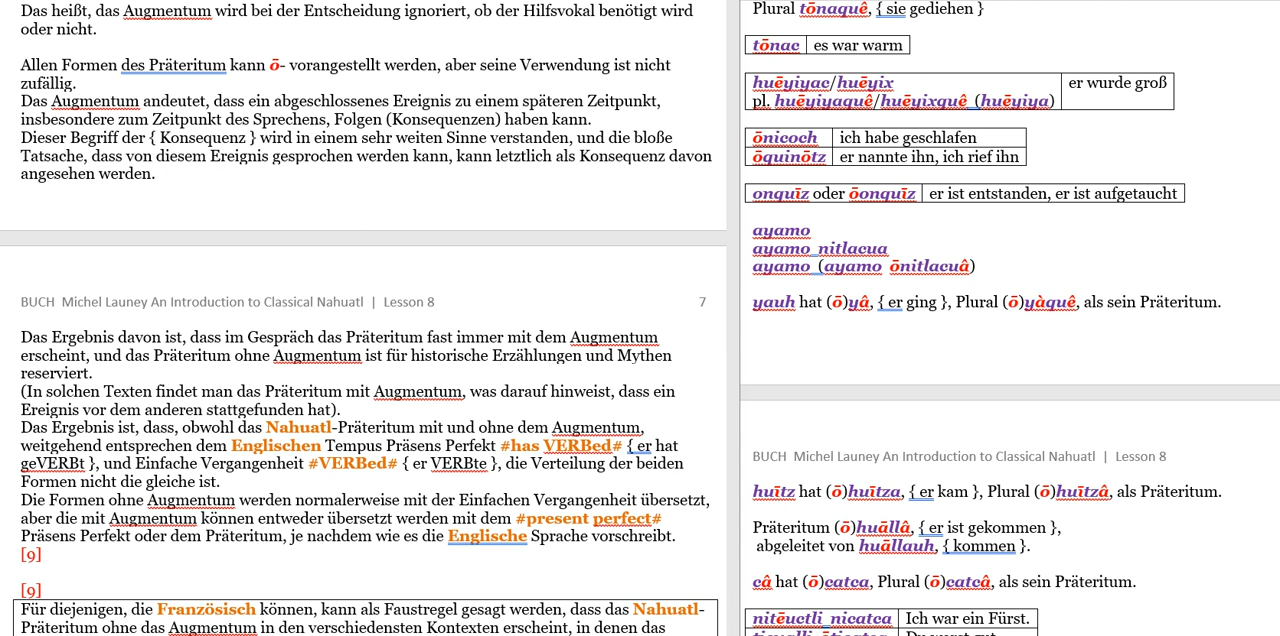 Das heißt, das Augmentum wird bei der Entscheidung ignoriert, ob der Hilfsvokal benötigt wird
oder nicht.
Allen Formen des Präteritum kann ō- vorangestellt werden, aber seine Verwendung ist nicht
zufällig.
Das Augmentum andeutet, dass ein abgeschlossenes Ereignis zu einem späteren Zeitpunkt,
insbesondere zum Zeitpunkt des Sprechens, Folgen (Konsequenzen) haben kann.
Dieser Begriff der { Konsequenz } wird in einem sehr weiten Sinne verstanden, und die bloße
Tatsache, dass von diesem Ereignis gesprochen werden kann, kann letztlich als Konsequenz davon
angesehen werden.
BUCH Michel Launey An Introduction to Classical Nahuatl | Lesson 8 7
Das Ergebnis davon ist, dass im Gespräch das Präteritum fast immer mit dem Augmentum
erscheint, und das Präteritum ohne Augmentum ist für historische Erzählungen und Mythen
reserviert.
(In solchen Texten findet man das Präteritum mit Augmentum, was darauf hinweist, dass ein
Ereignis vor dem anderen stattgefunden hat).
Das Ergebnis ist, dass, obwohl das Nahuatl-Präteritum mit und ohne dem Augmentum,
weitgehend entsprechen dem Englischen Tempus Präsens Perfekt #has VERBed# { er hat
geVERBt }, und Einfache Vergangenheit #VERBed# { er VERBte }, die Verteilung der beiden
Formen nicht die gleiche ist.
Die Formen ohne Augmentum werden normalerweise mit der Einfachen Vergangenheit übersetzt,
aber die mit Augmentum können entweder übersetzt werden mit dem #present perfect#
Präsens Perfekt oder dem Präteritum, je nachdem wie es die Englische Sprache vorschreibt.
[9]
[9]
Für diejenigen, die Französisch können, kann als Faustregel gesagt werden, dass das Nahuatl-
Präteritum ohne das Augmentum in den verschiedensten Kontexten erscheint, in denen das
Plural tōnaquê, { sie gediehen }
tōnac es war warm
huēyiyac/huēyix er wurde groß
pl. huēyiyaquê/huēyixquê (huēyiya)
ōnicoch ich habe geschlafen
ōquinōtz er nannte ihn, ich rief ihn
onquīz oder ōonquīz er ist entstanden, er ist aufgetaucht
ayamo
ayamo nitlacua
ayamo (ayamo ōnitlacuâ)
yauh hat (ō)yâ, { er ging }, Plural (ō)yàquê, als sein Präteritum.
BUCH Michel Launey An Introduction to Classical Nahuatl | Lesson 8
huītz hat (ō)huītza, { er kam }, Plural (ō)huītzâ, als Präteritum.
Präteritum (ō)huāllâ, { er ist gekommen },
abgeleitet von huāllauh, { kommen }.
câ hat (ō)catca, Plural (ō)catcâ, als sein Präteritum.
nitēuctli nicatca Ich war ein Fürst.